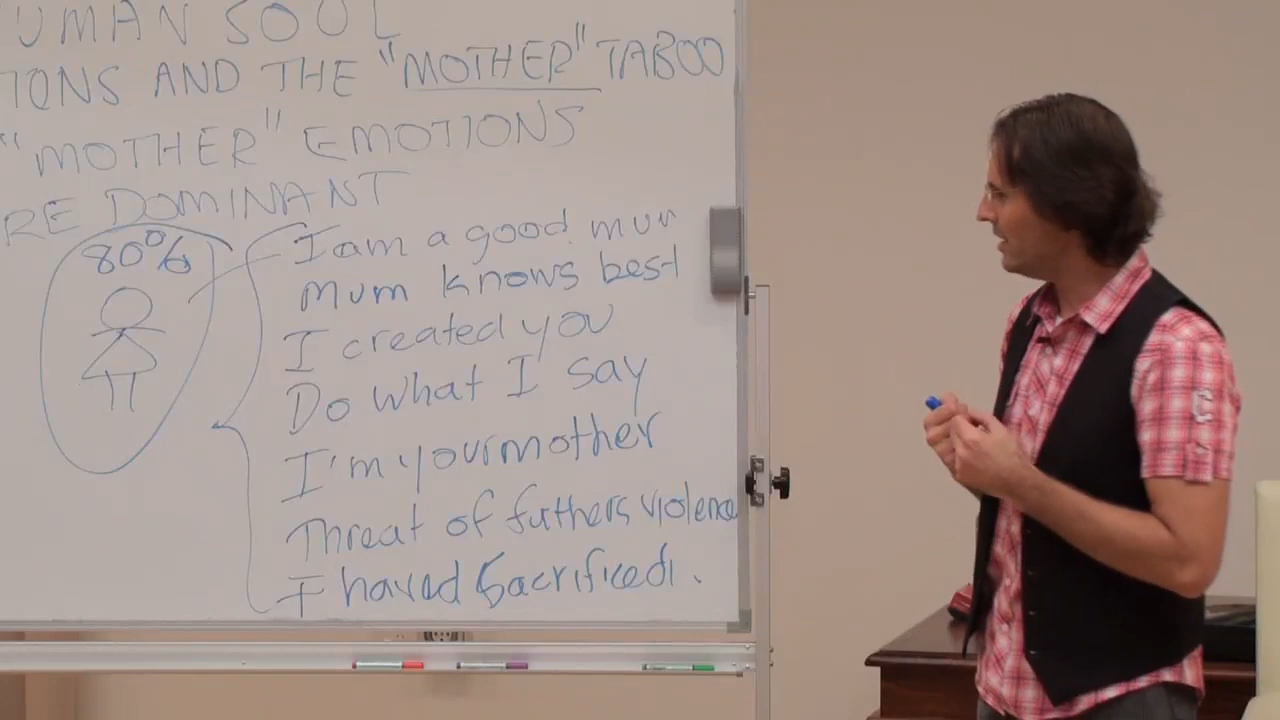 UMAN SOUL
IONS AND THE "MOTHER" TABOO
"MOTHER" EMOTIONS
RE DOMINANT
80%
I am a good mum
Mum knows best
I created you
Do what I say
I'm your mother
Threat of fathers violence
I haved Sacrificed